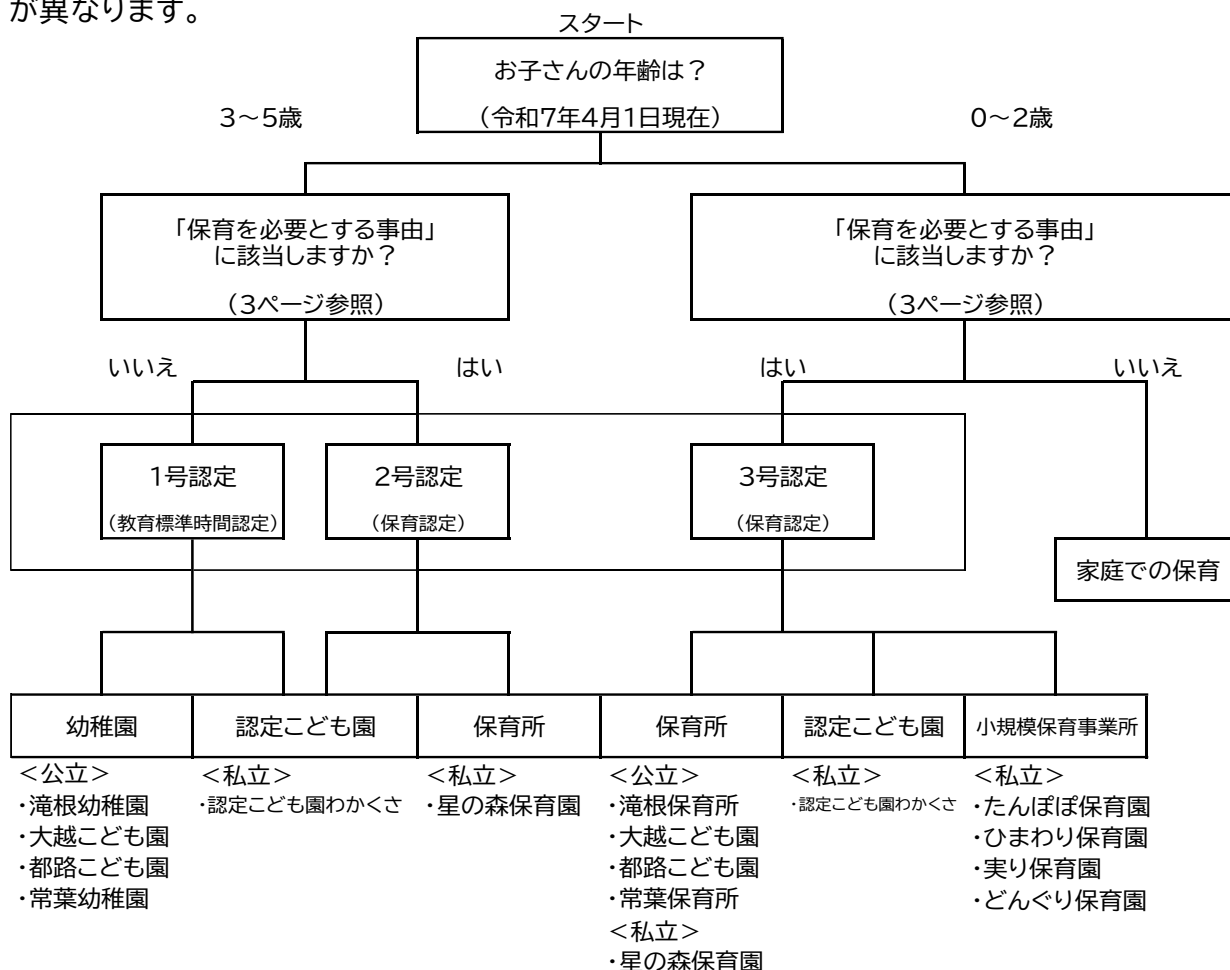 が異なります。
スタート
お子さんの年齢は？
（令和7年4月1日現在）
3～5歳
0～2歳
「保育を必要とする事由」
に該当しますか？
（3ページ参照）
「保育を必要とする事由」
に該当しますか？
（3ページ参照）
いいえ
はい
はい
いいえ
1号認定
（教育標準時間認定）
2号認定
（保育認定）
3号認定
（保育認定）
家庭での保育
幼稚園
＜公立＞
・滝根幼稚園
・大越こども園
・都路こども園
・常葉幼稚園
認定こども園
＜私立＞
・認定こども園わかくさ
保育所
＜私立＞
・星の森保育園
保育所
＜公立＞
・滝根保育所
・大越こども園
・都路こども園
・常葉保育所
＜私立＞
・星の森保育園
認定こども園
＜私立＞
・認定こども園わかくさ
小規模保育事業所
＜私立＞
・たんぽぽ保育園
・ひまわり保育園
・実り保育園
・どんぐり保育園